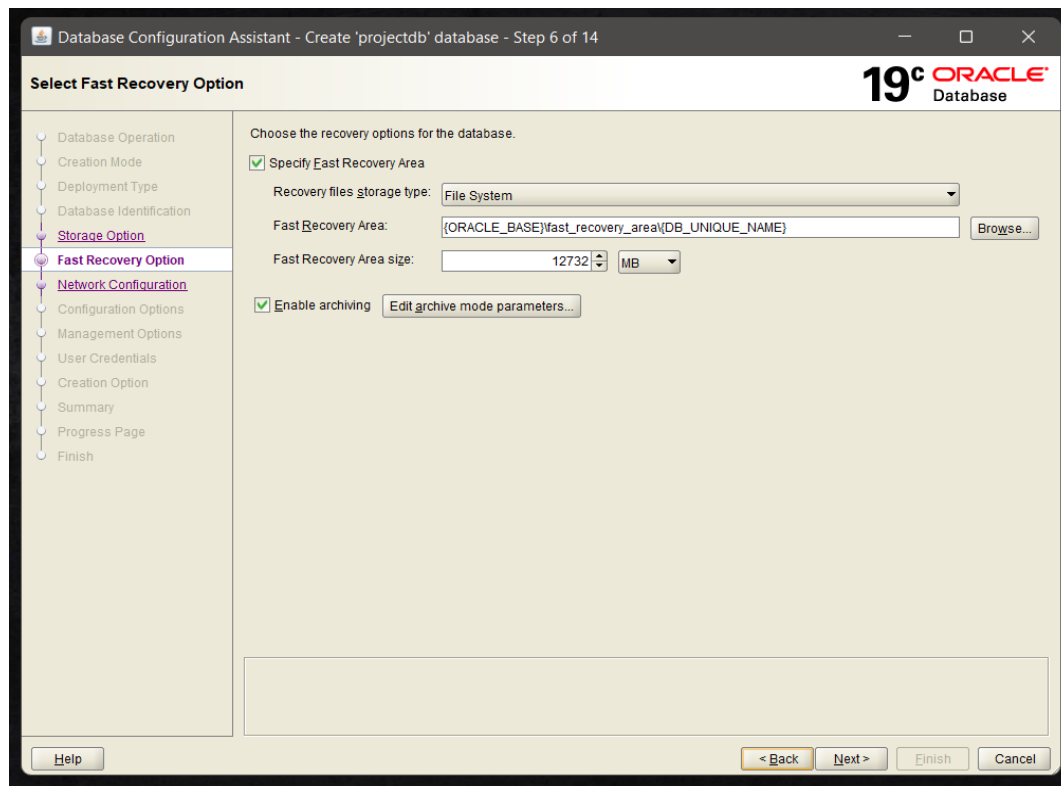 Database Configuration Assistant - Create 'projectdb' database - Step 6 of 14
Select Fast Recovery Option
19c ORACLE
Database
Database Operation
Creation Mode
Deployment Type
Database Identification
Storage Option
Fast Recovery Option
Network Configuration
Configuration Options
Management Options
User Credentials
Creation Option
Summary
Progress Page
Finish
Choose the recovery options for the database.
Specify Fast Recovery Area
Recovery files storage type: File System
Fast Recovery Area: {ORACLE_BASE}\fast_recovery_area\{DB_UNIQUE_NAME} Browse...
Fast Recovery Area size: 12732 MB
Enable archiving Edit archive mode parameters...
Help < Back Next > Finish Cancel